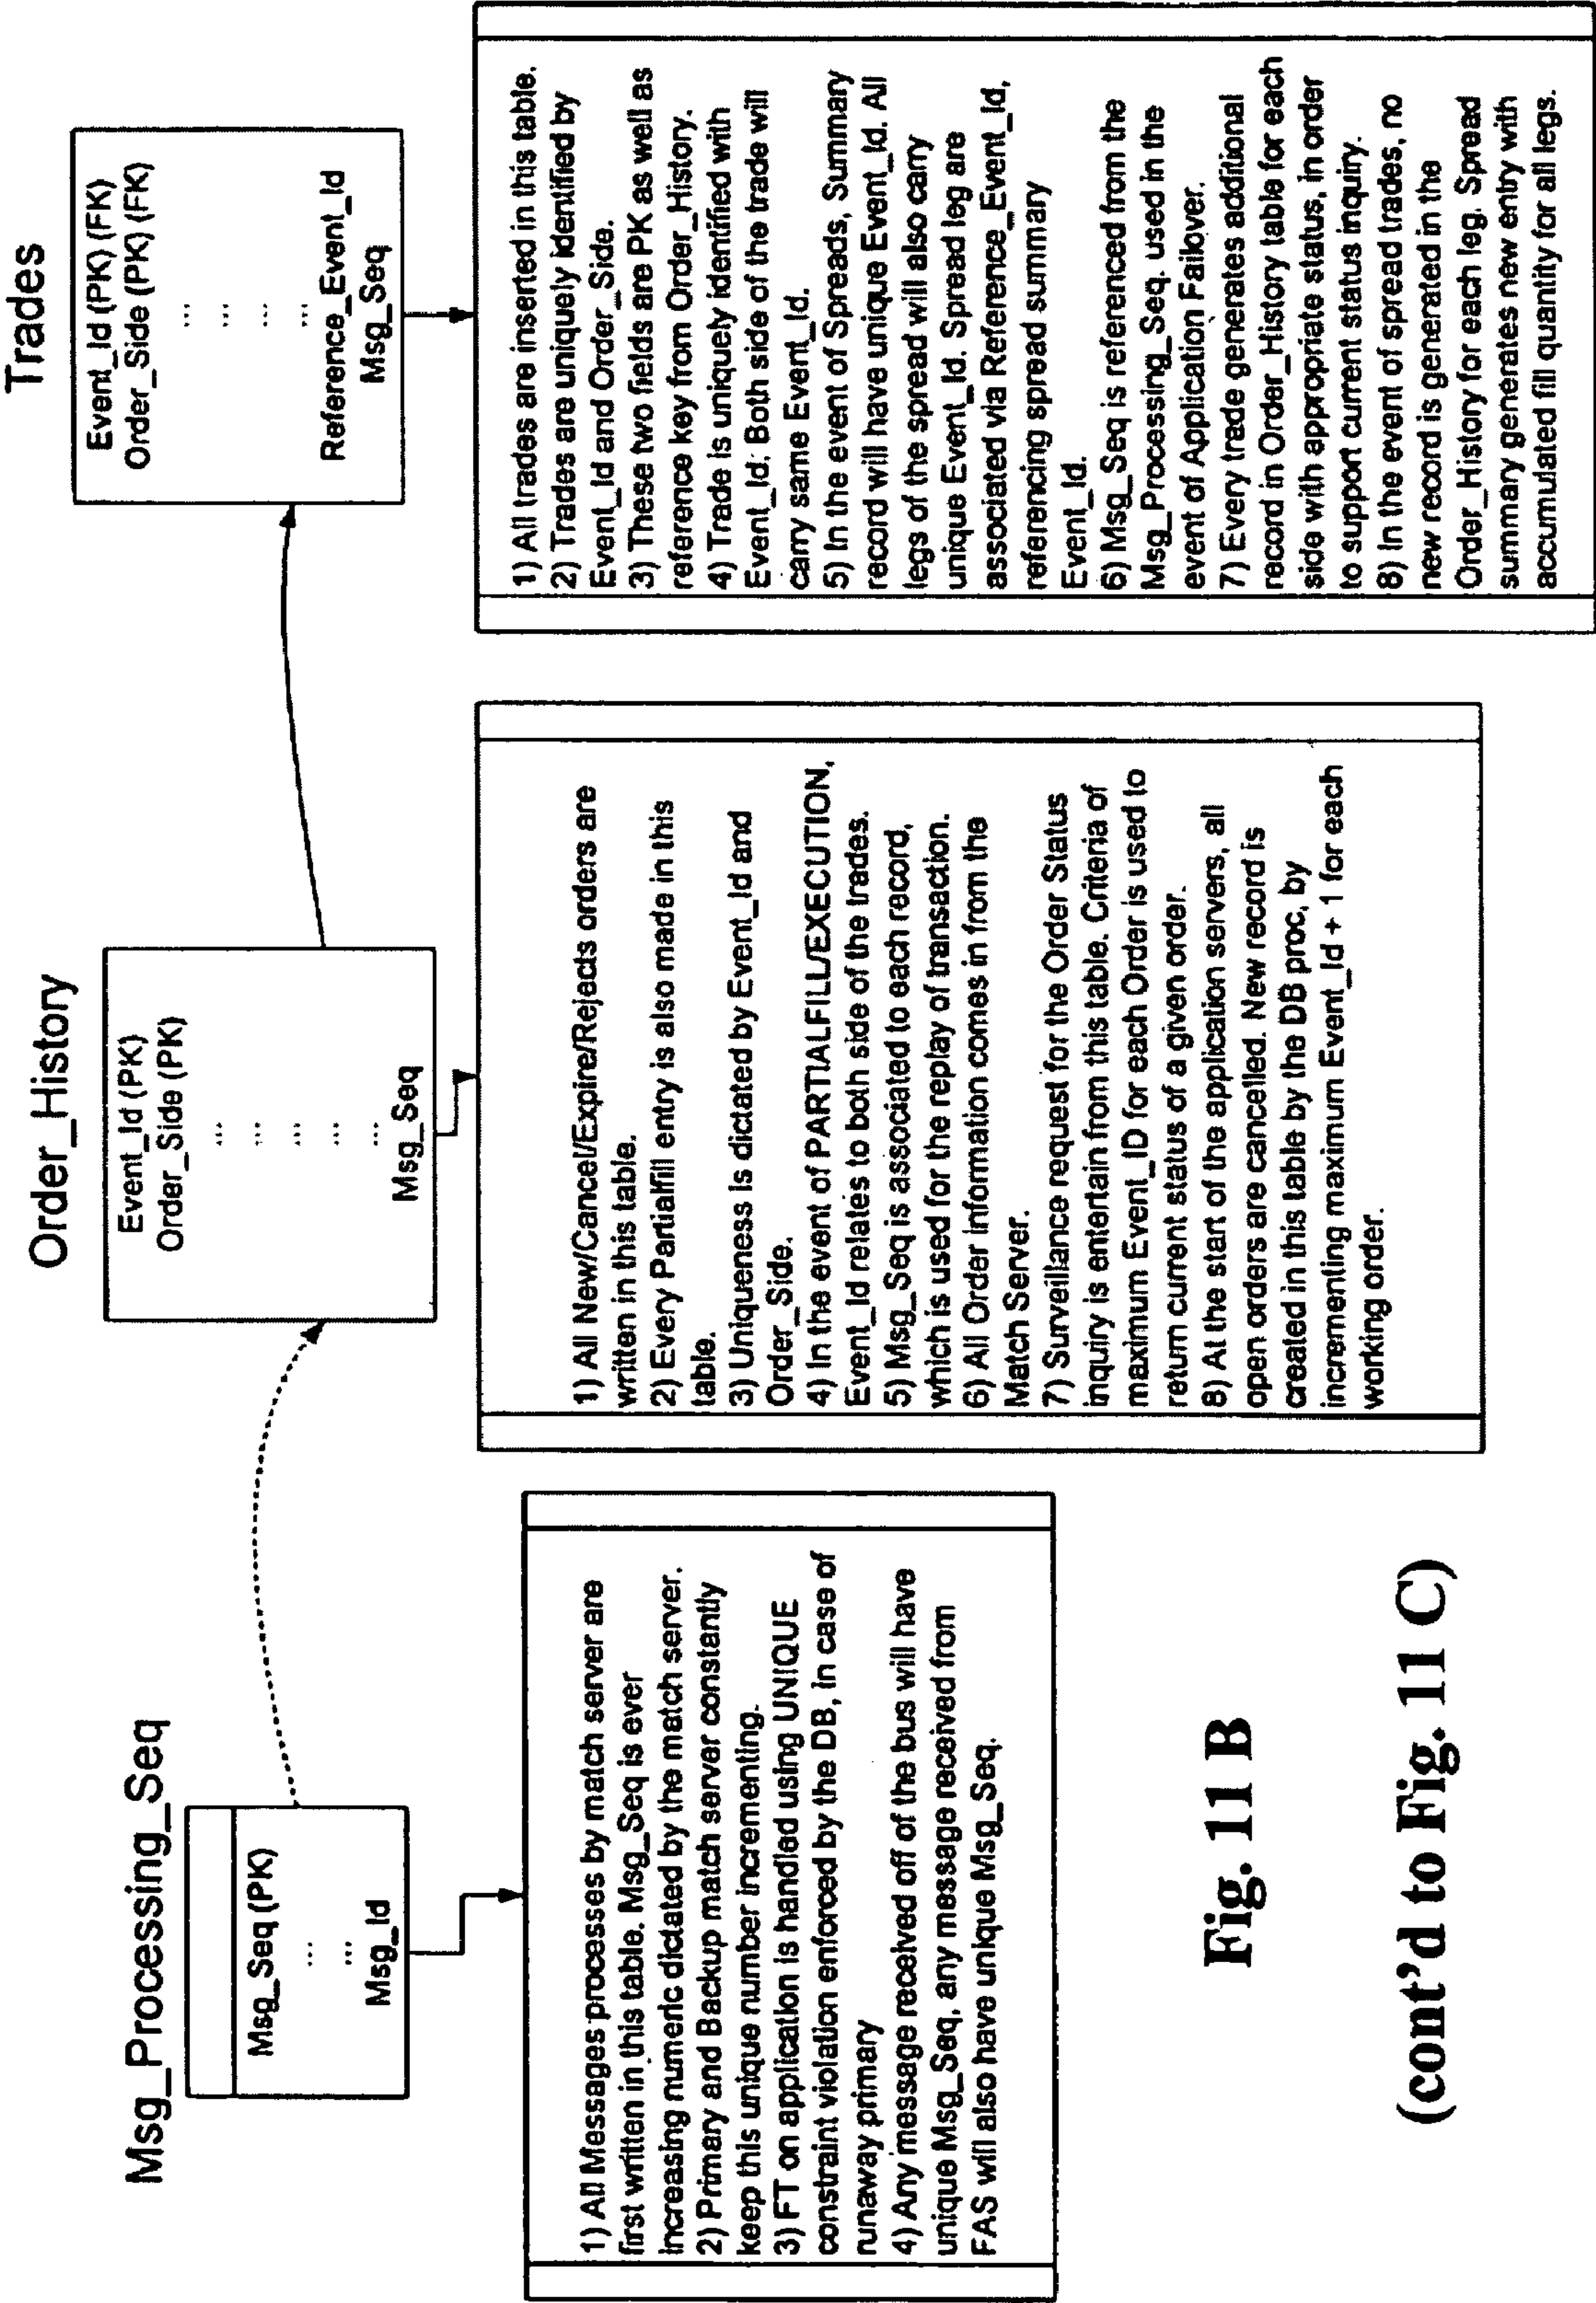 Msg_Processing_Seq
Msg_Seq (PK)
...
...
Msg_Id
1) All Messages processes by match server are
first written in this table. Msg_Seq is ever
increasing numeric dictated by the match server.
2) Primary and Backup match server constantly
keep this unique number incrementing.
3) FT on application is handled using UNIQUE
constraint violation enforced by the DB, in case of
runaway primary
4) Any message received off of the bus will have
unique Msg_Seq, any message received from
FAS will also have unique Msg_Seq.
Order_History
Event_Id (PK)
Order_Side (PK)
...
...
...
...
...
Msg_Seq
1) All New/Cancel/Expire/Rejects orders are
written in this table.
2) Every Partialfill entry is also made in this
table.
3) Uniqueness is dictated by Event_Id and
Order_Side.
4) In the event of PARTIALFILL/EXECUTION,
Event_Id relates to both side of the trades.
5) Msg_Seq is associated to each record,
which is used for the replay of transaction.
6) All Order information comes in from the
Match Server.
7) Surveillance request for the Order Status
inquiry is entertain from this table. Criteria of
maximum Event_ID for each Order is used to
return current status of a given order.
8) At the start of the application servers, all
open orders are cancelled. New record is
created in this table by the DB proc, by
incrementing maximum Event_Id + 1 for each
working order.
Trades
Event_Id (PK) (FK)
Order_Side (PK) (FK)
...
...
...
...
Reference_Event_Id
Msg_Seq
1) All trades are inserted in this table.
2) Trades are uniquely identified by
Event_Id and Order_Side.
3) These two fields are PK as well as
reference key from Order_History.
4) Trade is uniquely identified with
Event_Id. Both side of the trade will
carry same Event_Id.
5) In the event of Spreads, Summary
record will have unique Event_Id. All
legs of the spread will also carry
unique Event_Id. Spread leg are
associated via Reference_Event_Id,
referencing spread summary
Event_Id.
6) Msg_Seq is referenced from the
Msg_Processing_Seq. used in the
event of Application Failover.
7) Every trade generates additional
record in Order_History table for each
side with appropriate status, in order
to support current status inquiry.
8) In the event of spread trades, no
new record is generated in the
Order_History for each leg. Spread
summary generates new entry with
accumulated fill quantity for all legs.
Fig. 11 B
(cont'd to Fig. 11 C)